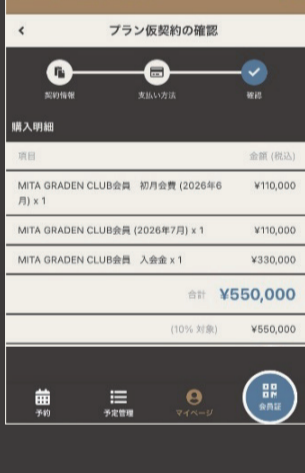 プラン仮契約の確認
契約情報
支払い方法
確認
購入明細
項目 金額 (税込)
MITA GRADEN CLUB会員 初月会費 (2026年6 ¥110,000
月) x 1
MITA GRADEN CLUB会員 (2026年7月) x 1 ¥110,000
MITA GRADEN CLUB会員 入会金 x 1 ¥330,000
合計 ¥550,000
(10% 対象) ¥550,000
予約
予定管理
マイページ
会員証